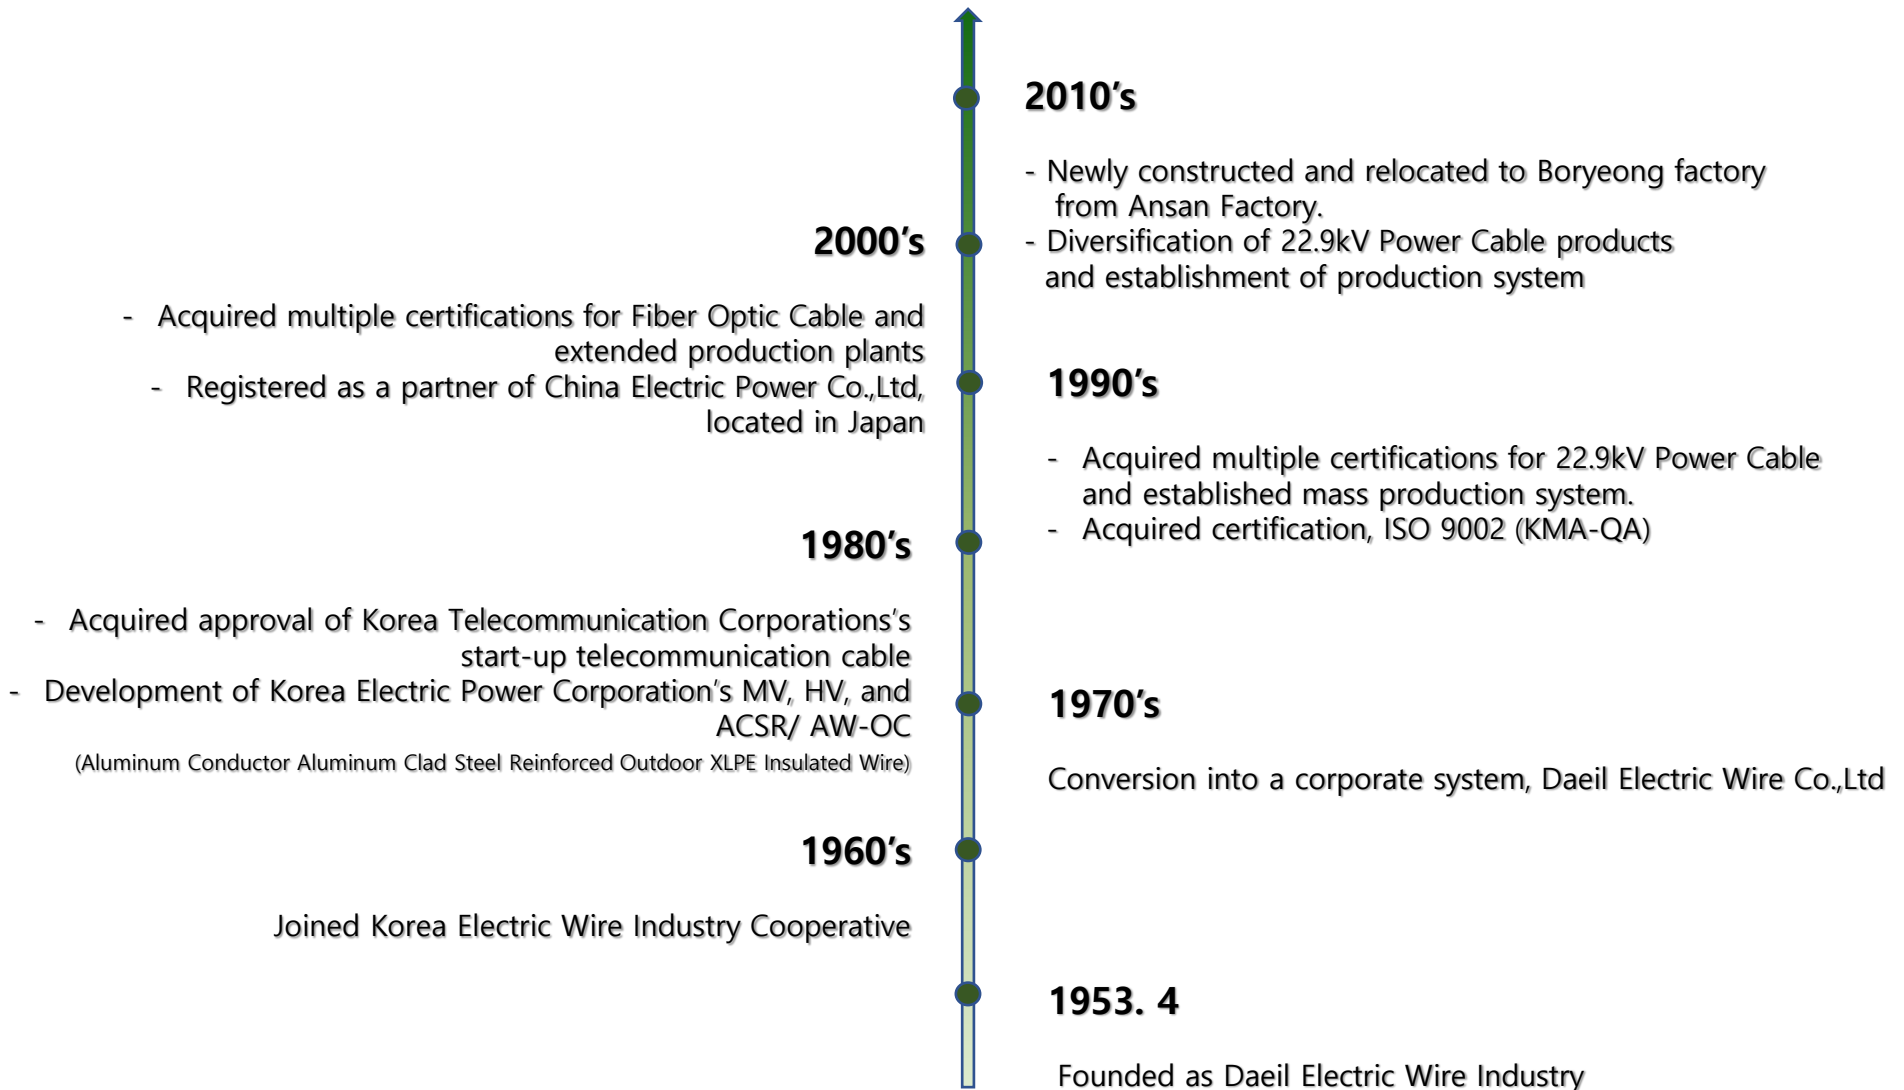 2010's
- Newly constructed and relocated to Boryeong factory
from Ansan Factory.
- Diversification of 22.9kV Power Cable products
and establishment of production system
2000's
- Acquired multiple certifications for Fiber Optic Cable and
extended production plants
- Registered as a partner of China Electric Power Co.,Ltd,
located in Japan
1990's
- Acquired multiple certifications for 22.9kV Power Cable
and established mass production system.
- Acquired certification, ISO 9002 (KMA-QA)
1980's
- Acquired approval of Korea Telecommunication Corporations's
start-up telecommunication cable
- Development of Korea Electric Power Corporation's MV, HV, and
ACSR/ AW-OC
(Aluminum Conductor Aluminum Clad Steel Reinforced Outdoor XLPE Insulated Wire)
1970's
Conversion into a corporate system, Daeil Electric Wire Co.,Ltd
1960's
Joined Korea Electric Wire Industry Cooperative
1953. 4
Founded as Daeil Electric Wire Industry